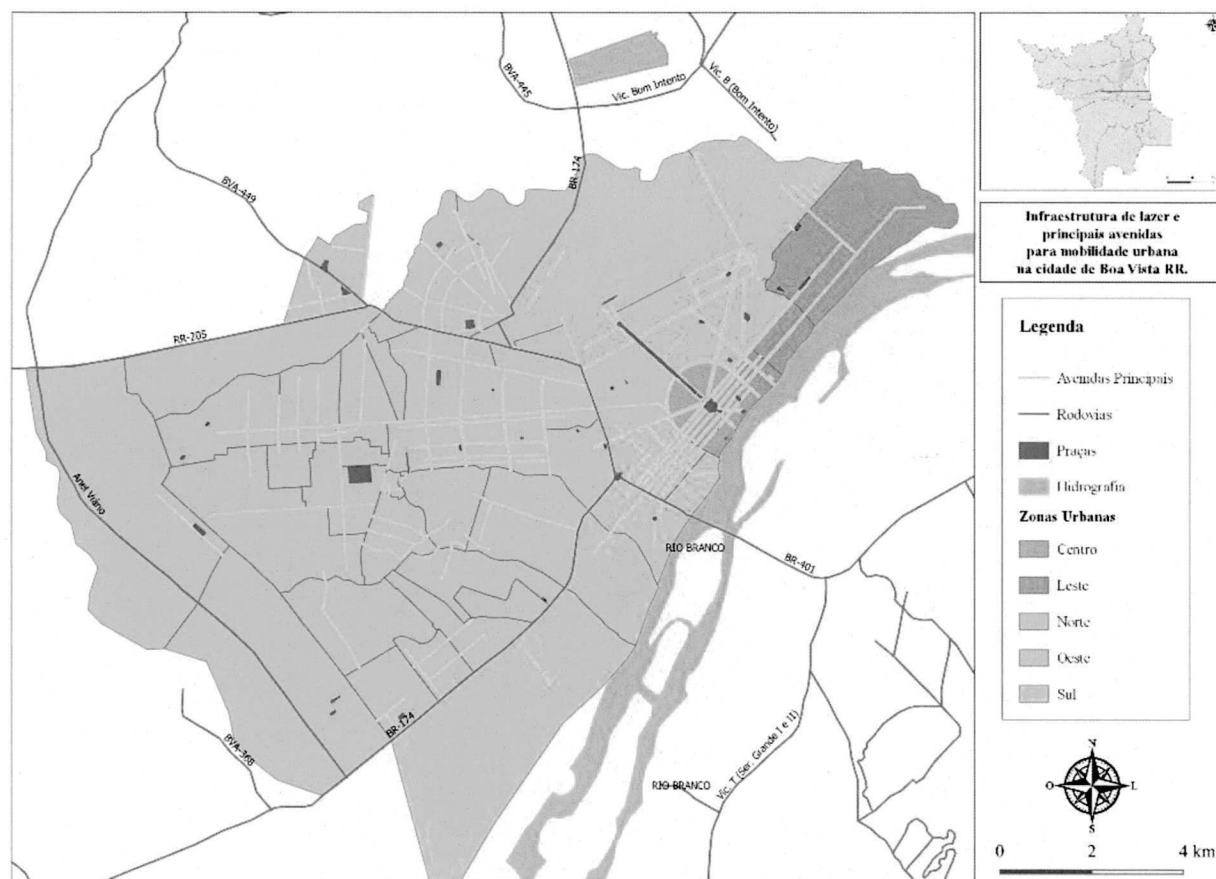 BVA-445
Vic. Bom Intento
Vic. B (Bom Intento)
BR-174
BVA-449
RR-205
Anel Viário
RIO BRANCO
BR-401
BR-174
BVA-368
RIO BRANCO
Vic. T (Ser. Grande I e II)
Infraestrutura de lazer e
principais avenidas
para mobilidade urbana
na cidade de Boa Vista RR.
Legenda
Avenidas Principais
Rodovias
Praças
Hidrografia
Zonas Urbanas
Centro
Leste
Norte
Oeste
Sul
N
O
L
S
0 2 4 km